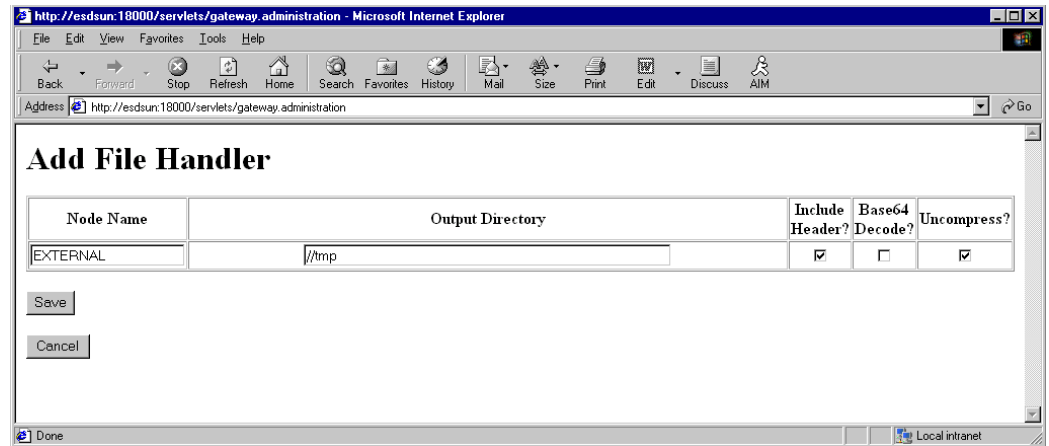 http://esdsun:18000/servlets/gateway.administration - Microsoft Internet Explorer
File Edit View Favorites Tools Help
Back Forward Stop Refresh Home Search Favorites History Mail Size Print Edit Discuss AIM
Address http://esdsun:18000/servlets/gateway.administration Go
Add File Handler
Node Name Output Directory Include Header? Base64 Decode? Uncompress?
EXTERNAL //tmp
Save
Cancel
Done Local intranet